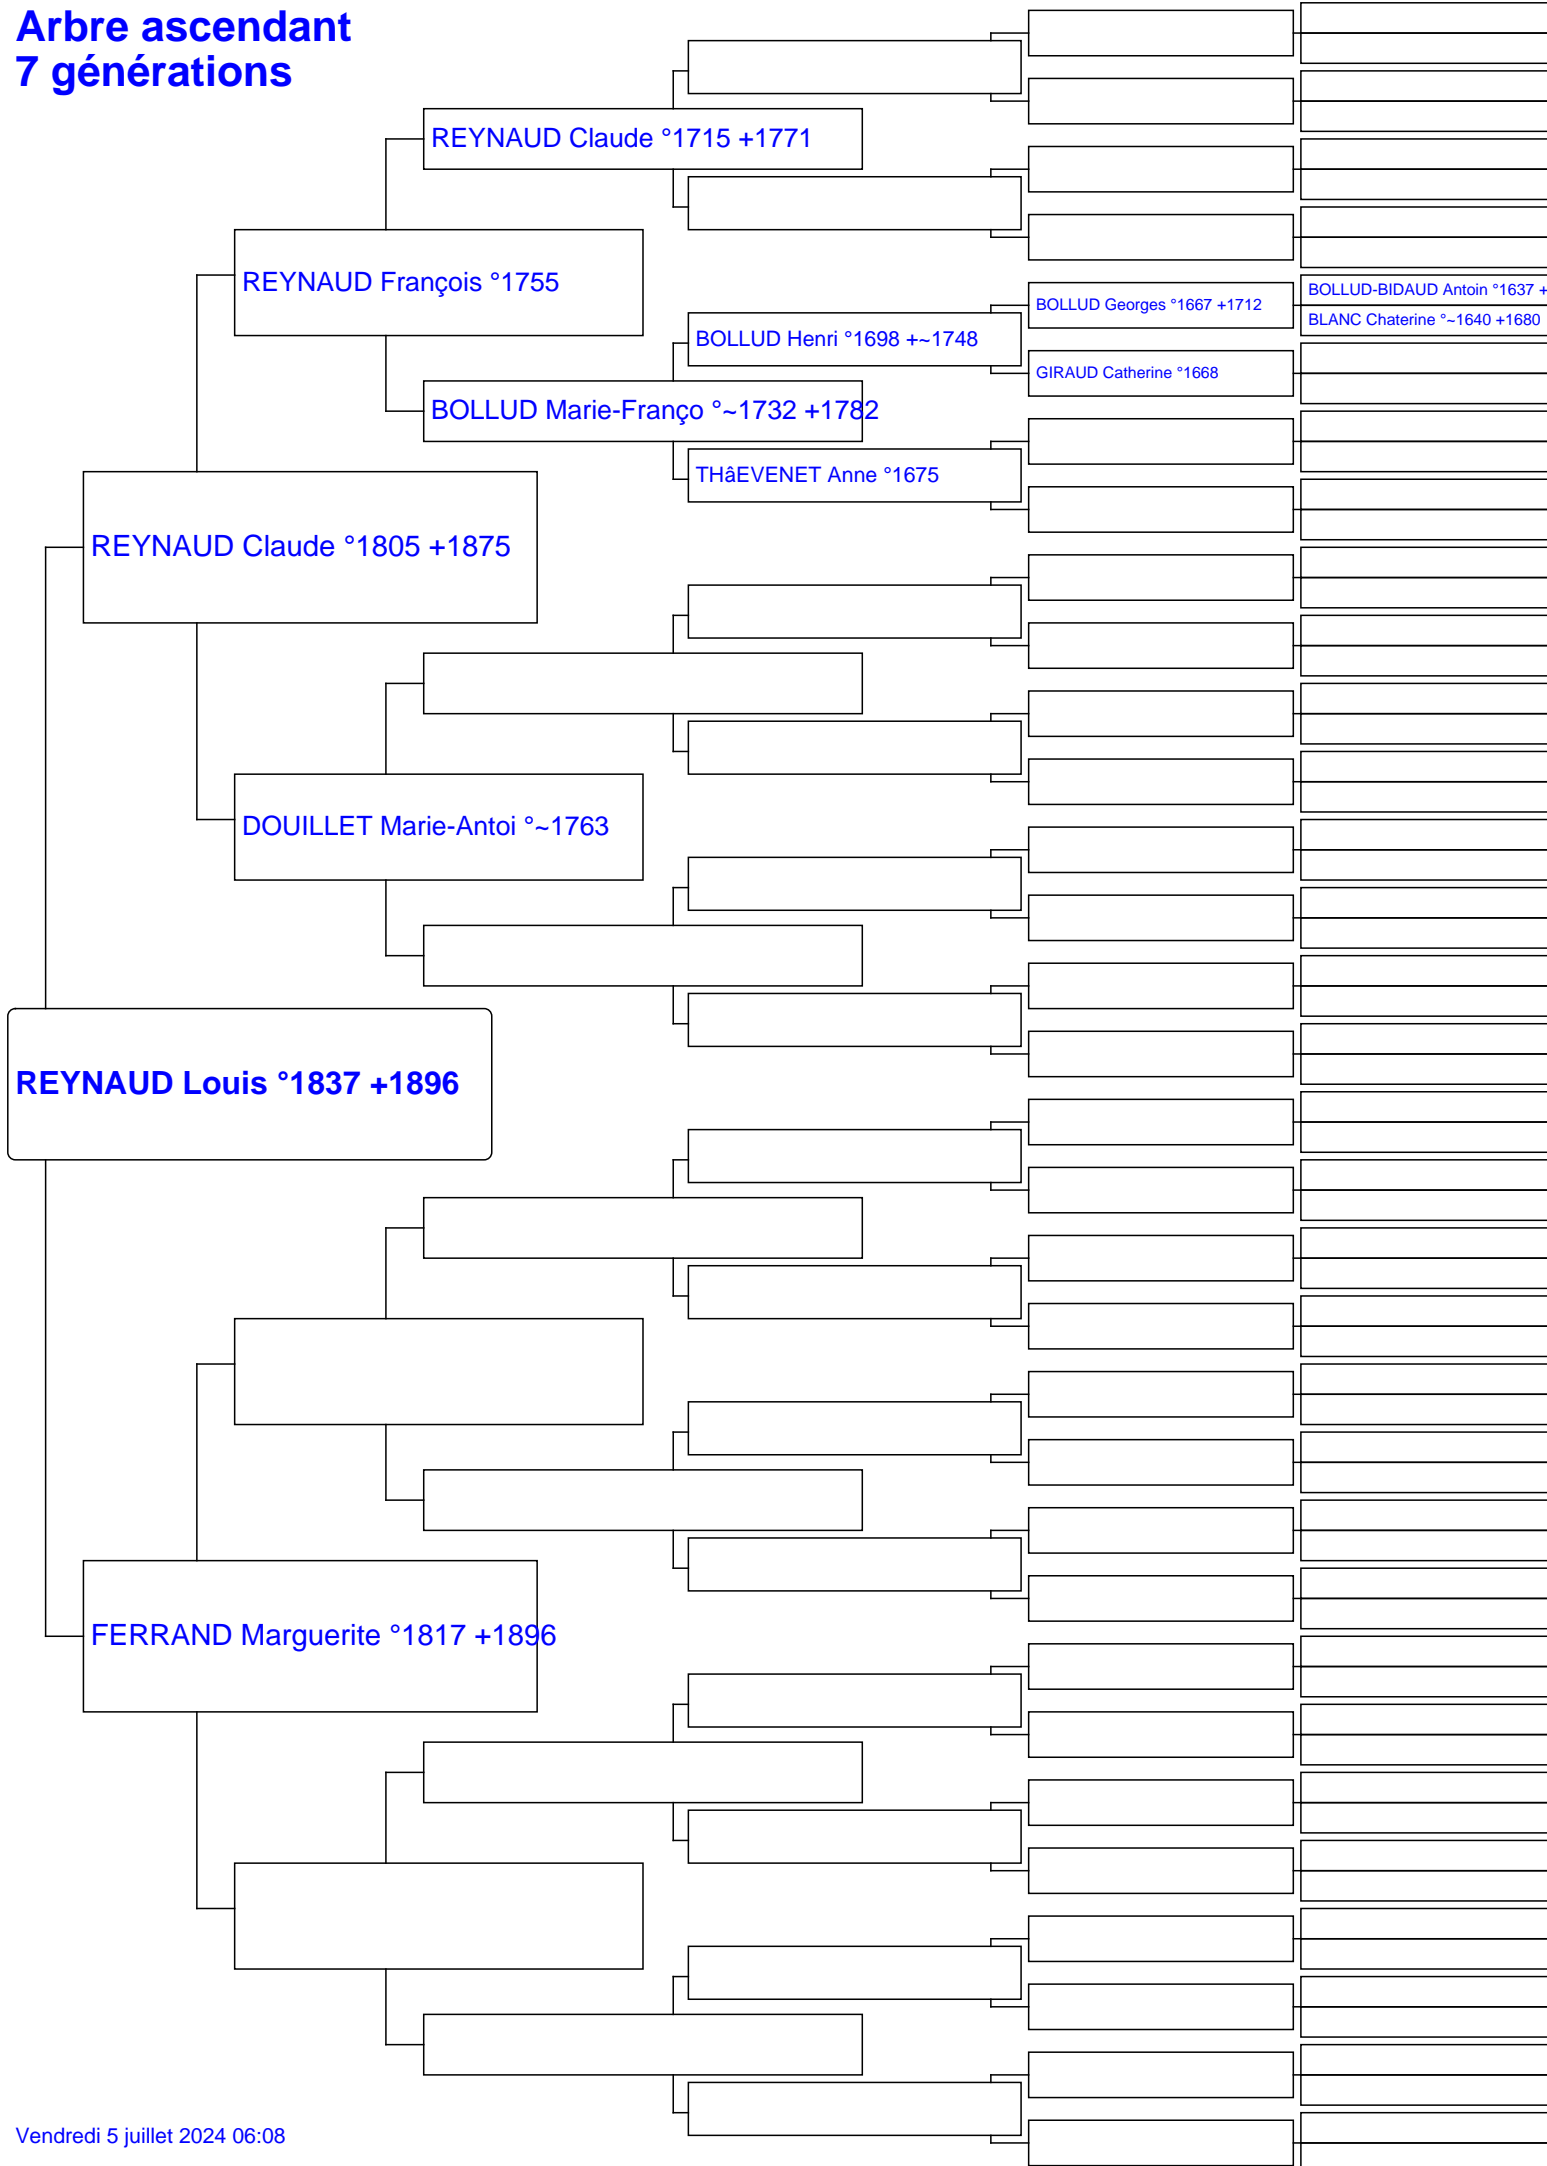 Arbre ascendant
7 générations
REYNAUD Claude °1715 +1771
REYNAUD François °1755
BOLLUD-BIDAUD Antoin °1637 +
BOLLUD Georges °1667 +1712
BLANC Chaterine °~1640 +1680
BOLLUD Henri °1698 +~1748
GIRAUD Catherine °1668
BOLLUD Marie-Franço °~1732 +1782
THâEVENET Anne °1675
REYNAUD Claude °1805 +1875
DOUILLET Marie-Antoi °~1763
REYNAUD Louis °1837 +1896
FERRAND Marguerite °1817 +1896
Vendredi 5 juillet 2024 06:08